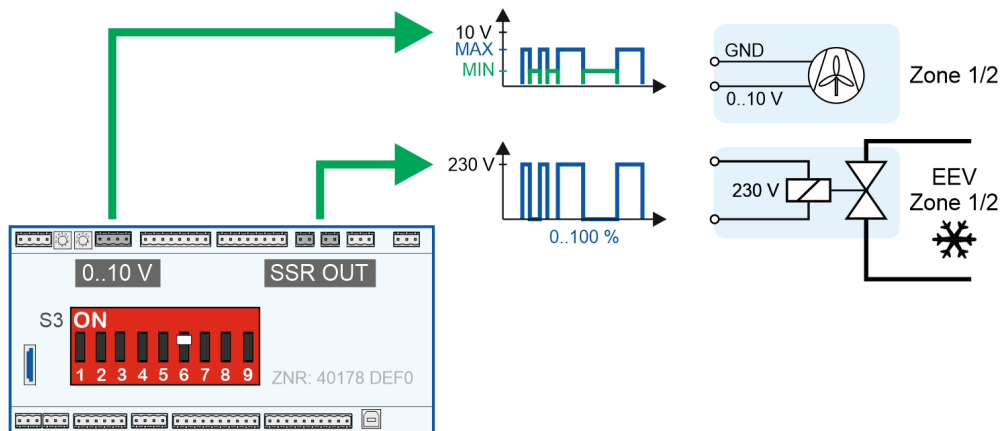 10 V
MAX
MIN
GND
0..10 V
Zone 1/2
230 V
0..100 %
230 V
EEV
Zone 1/2
0..10 V
SSR OUT
S3
ON
1 2 3 4 5 6 7 8 9
ZNR: 40178 DEF0